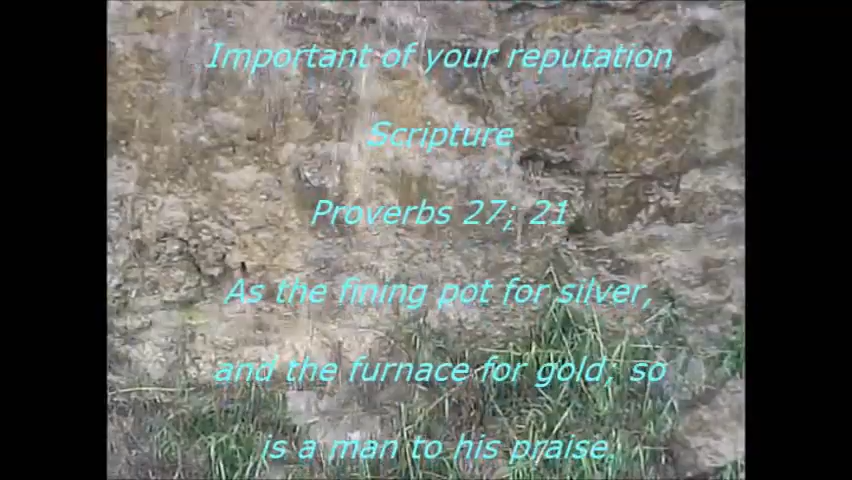 Important of your reputation
Scripture
Proverbs 27; 21
As the fining pot for silver,
and the furnace for gold, so
is a man to his praise.